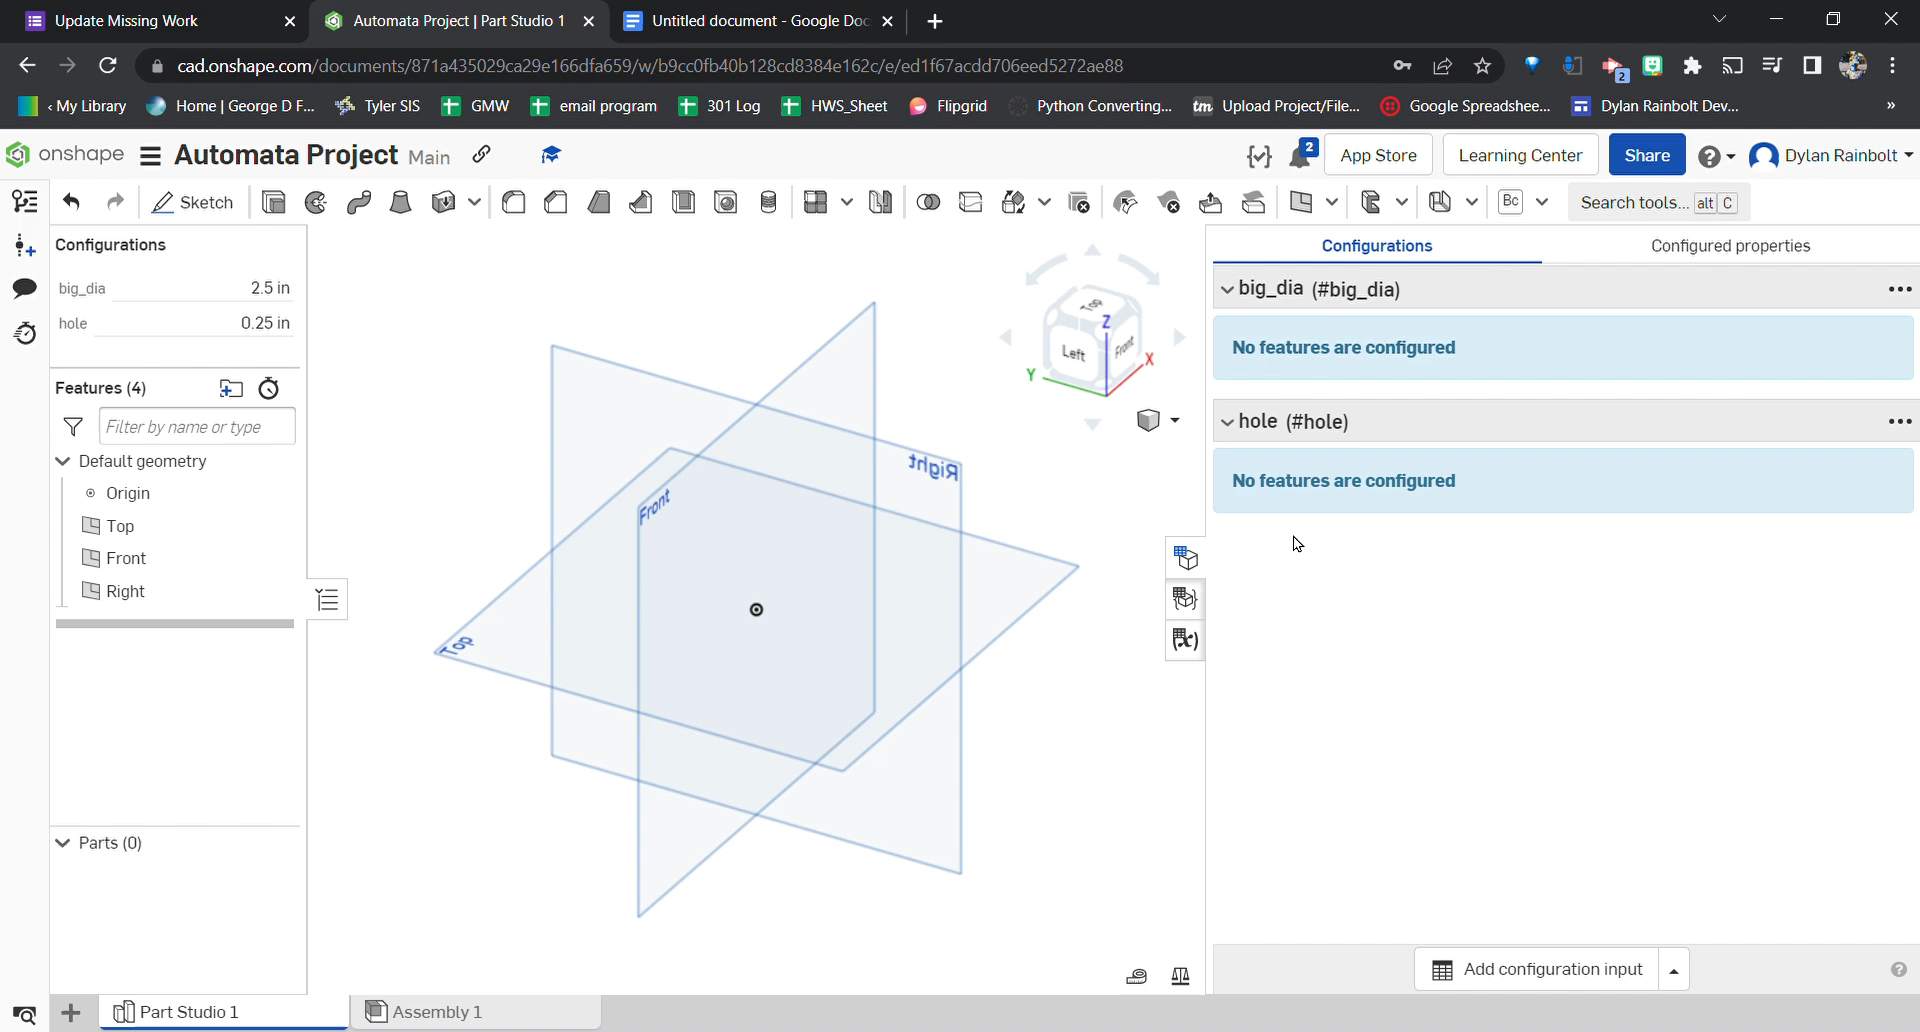 Update Missing Work
Automata Project | Part Studio 1
Untitled document - Google Doc
cad.onshape.com/documents/871a435029ca29e166dfa659/w/b9cc0fb40b128cd8384e162c/e/ed1f67acdd706eed5272ae88
2
‹ My Library
Home | George D F...
Tyler SIS
GMW
email program
301 Log
HWS_Sheet
Flipgrid
Python Converting...
tm Upload Project/File...
Google Spreadshee...
Dylan Rainbolt Dev...
»
onshape
Automata Project Main
2
App Store
Learning Center
Share
Dylan Rainbolt
Sketch
Bc
Search tools... alt C
Configurations
big_dia 2.5 in
hole 0.25 in
Features (4)
Filter by name or type
Default geometry
Origin
Top
Front
Right
Parts (0)
Top
Left
Front
Z
X
Y
Right
Front
Top
Configurations
Configured properties
big_dia (#big_dia)
No features are configured
hole (#hole)
No features are configured
(x)
Add configuration input
Part Studio 1
Assembly 1